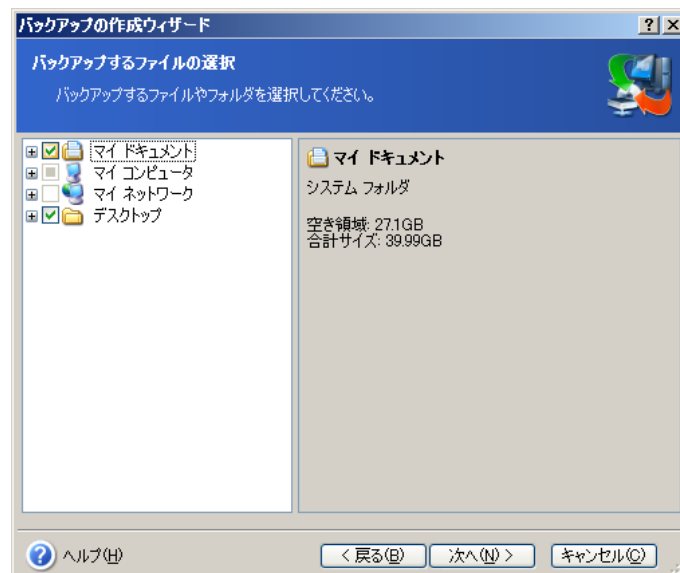 バックアップの作成ウィザード
バックアップするファイルの選択
バックアップするファイルやフォルダを選択してください。
マイ ドキュメント
マイ コンピュータ
マイ ネットワーク
デスクトップ
マイ ドキュメント
システム フォルダ
空き領域: 27.1GB
合計サイズ: 39.99GB
ヘルプ(H)
< 戻る(B)
次へ(N) >
キャンセル(C)